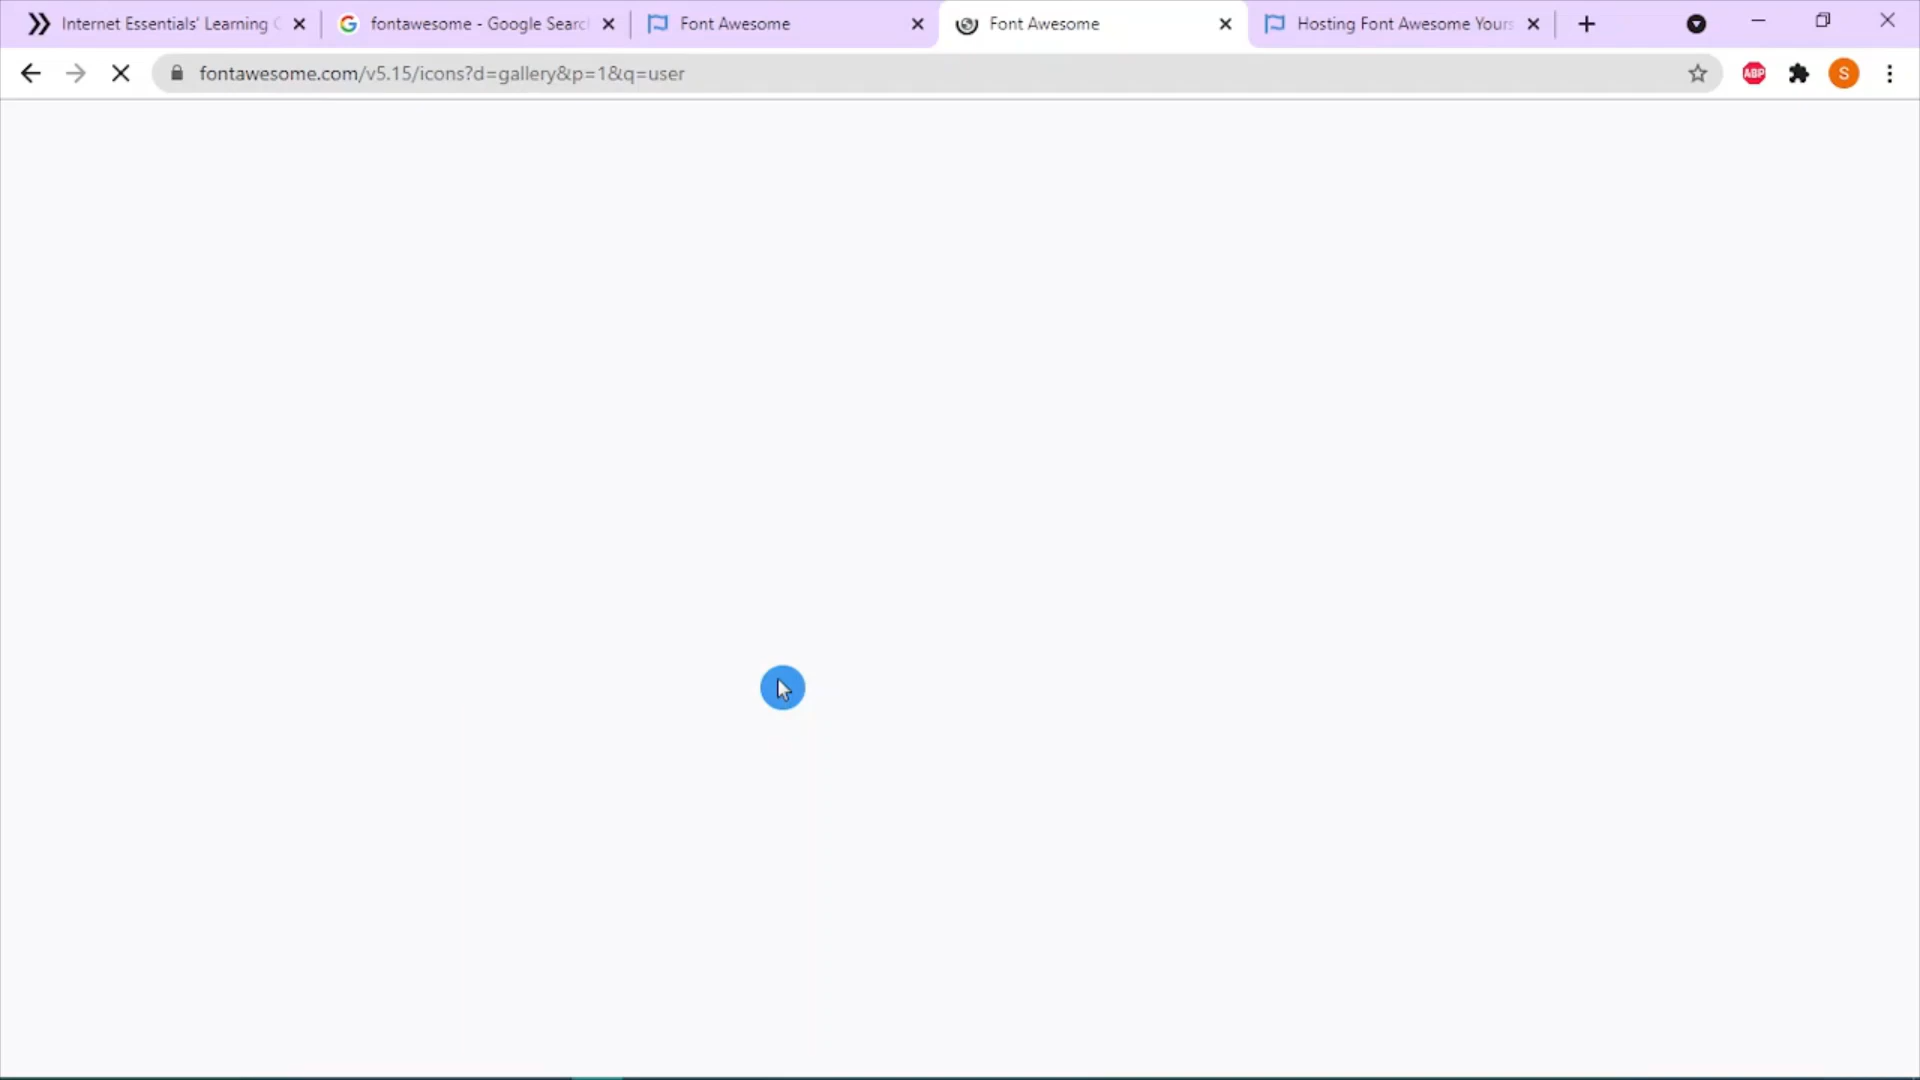 Internet Essentials' Learning
fontawesome - Google Searc
Font Awesome
Font Awesome
Hosting Font Awesome Yours
fontawesome.com/v5.15/icons?d=gallery&p=1&q=user
ABP
S